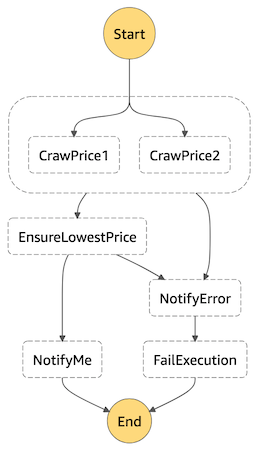 Start
CrawPrice1
CrawPrice2
EnsureLowestPrice
NotifyError
NotifyMe
FailExecution
End